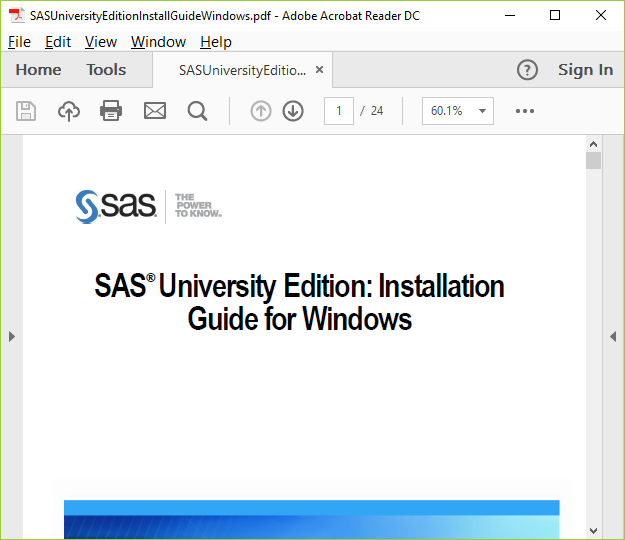 SASUniversityEditionInstallGuideWindows.pdf - Adobe Acrobat Reader DC
File Edit View Window Help
Home Tools SASUniversityEditio... × Sign In
1 / 24 60.1%
sas THE
POWER
TO KNOW.
SAS® University Edition: Installation
Guide for Windows